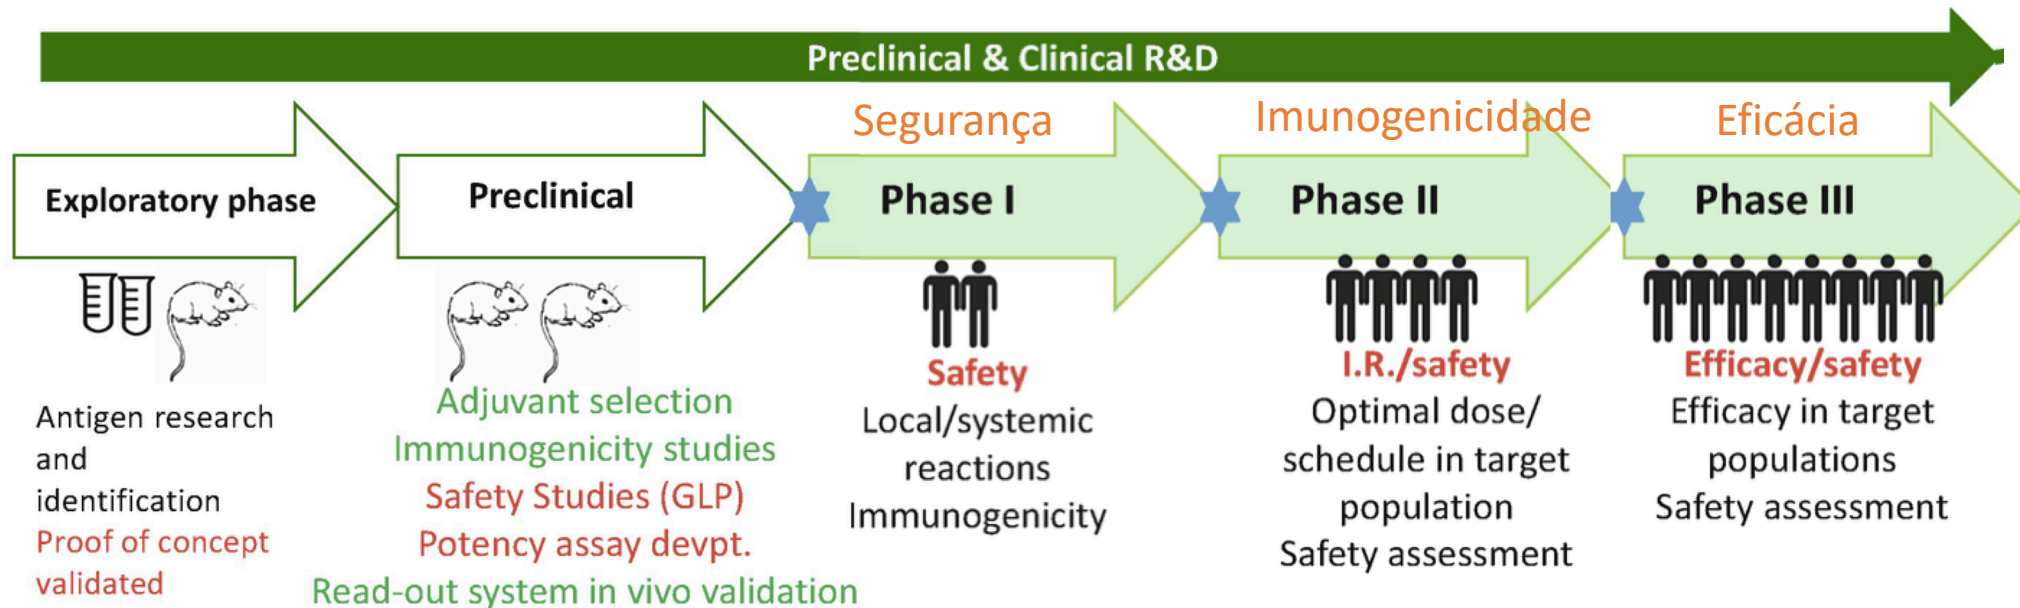 Preclinical & Clinical R&D
Segurança
Imunogenicidade
Eficácia
Exploratory phase
Preclinical
Phase I
Phase II
Phase III
Antigen research
and
identification
Proof of concept
validated
Adjuvant selection
Immunogenicity studies
Safety Studies (GLP)
Potency assay devpt.
Read-out system in vivo validation
Safety
Local/systemic
reactions
Immunogenicity
I.R./safety
Optimal dose/
schedule in target
population
Safety assessment
Efficacy/safety
Efficacy in target
populations
Safety assessment